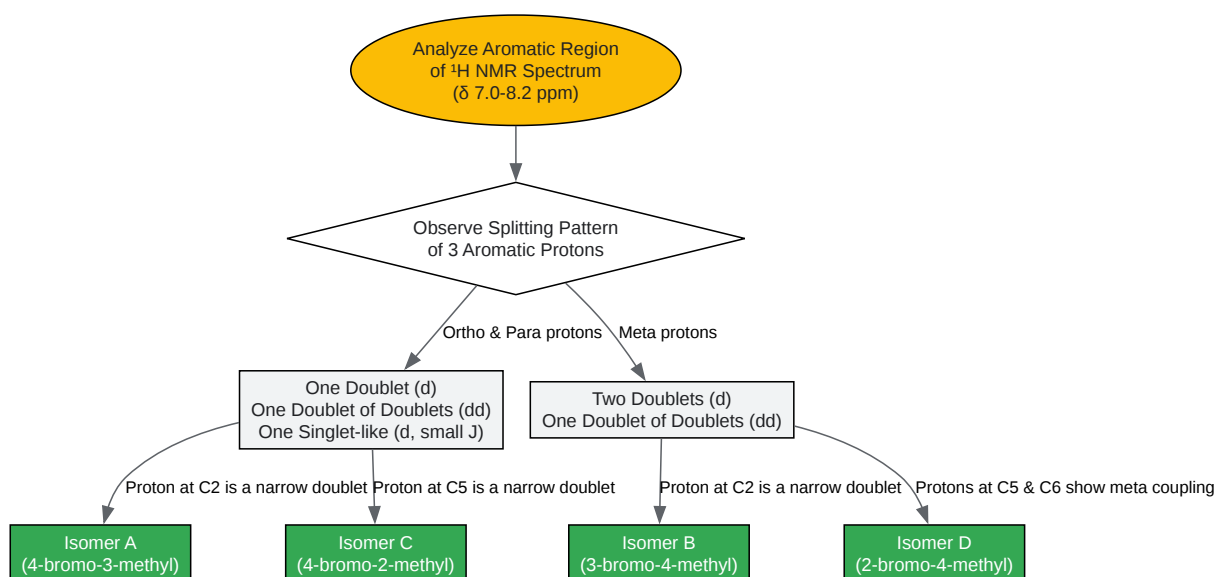 Analyze Aromatic Region
of ¹H NMR Spectrum
(δ 7.0-8.2 ppm)
Observe Splitting Pattern
of 3 Aromatic Protons
Ortho & Para protons
Meta protons
One Doublet (d)
One Doublet of Doublets (dd)
One Singlet-like (d, small J)
Two Doublets (d)
One Doublet of Doublets (dd)
Proton at C2 is a narrow doublet
Proton at C5 is a narrow doublet
Proton at C2 is a narrow doublet
Protons at C5 & C6 show meta coupling
Isomer A
(4-bromo-3-methyl)
Isomer C
(4-bromo-2-methyl)
Isomer B
(3-bromo-4-methyl)
Isomer D
(2-bromo-4-methyl)